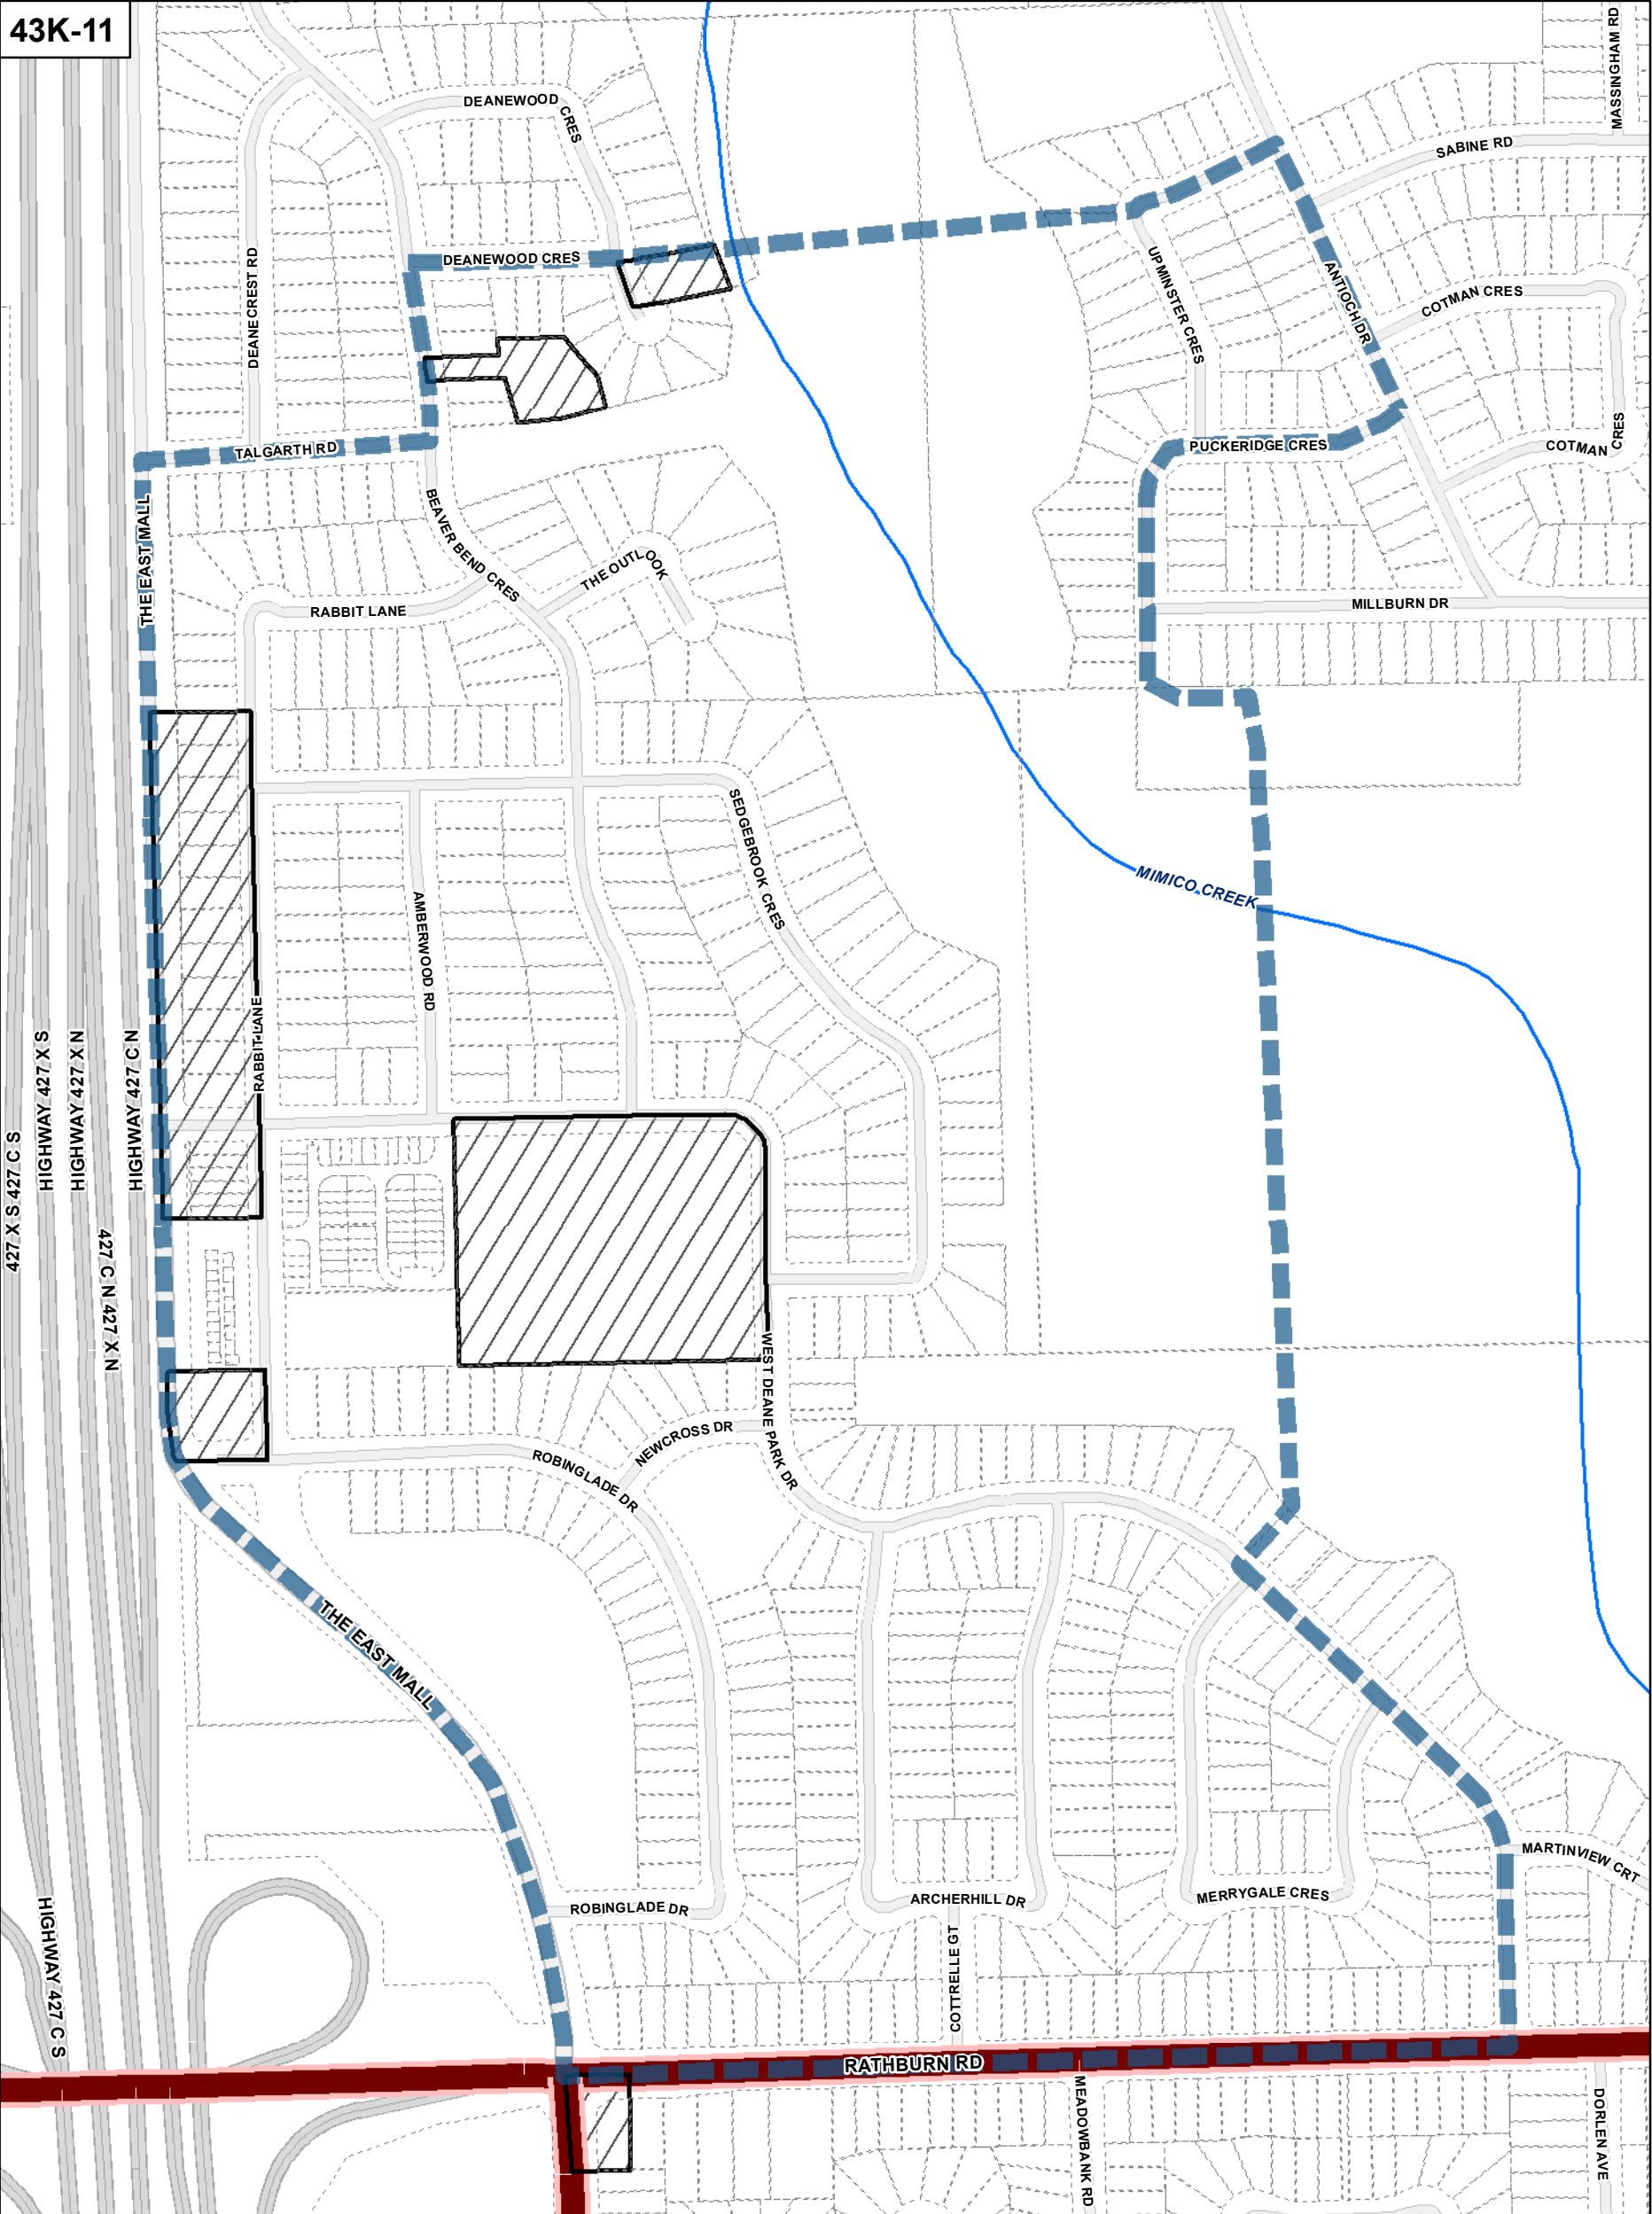 43K-11
MASSINGHAM RD
DEANEWOOD
CRES
SABINE RD
DEANEWOOD CRES
DEANECREST RD
UPMINSTER CRES
ANTIOCH DR
COTMAN CRES
TALGARTH RD
PUCKERIDGE CRES
COTMAN
CRES
THE EAST MALL
BEAVER BEND CRES
THE OUTLOOK
RABBIT LANE
MILLBURN DR
SEDGEBROOK CRES
MIMICO CREEK
AMBERWOOD RD
RABBIT LANE
HIGHWAY 427 X S
HIGHWAY 427 X N
HIGHWAY 427 C N
427 X S 427 C S
427 C N 427 X N
WEST DEANE PARK DR
NEWCROSS DR
ROBINGLADE DR
THE EAST MALL
MARTINVIEW CRT
HIGHWAY 427 C S
ROBINGLADE DR
ARCHERHILL DR
MERRYGALE CRES
COTTRELLE GT
RATHBURN RD
MEADOWBANK RD
DORLEN AVE